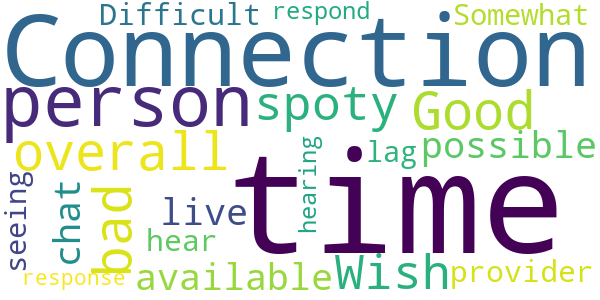 Difficult respond Somewhat
Connection
person spoty Good
overall lag possible
hearing
time
seeing chat bad live
hear
response available Wish provider